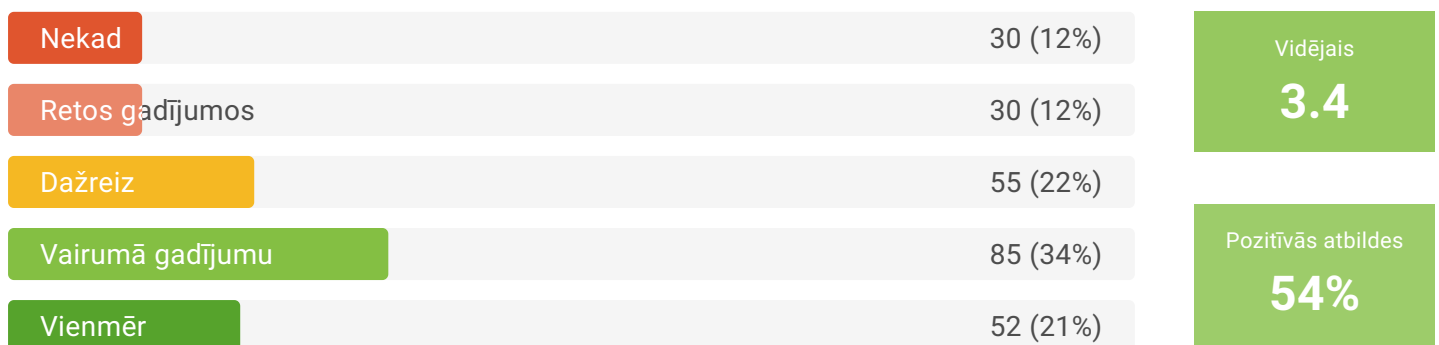 Nekad 30 (12%)
Retos gadījumos 30 (12%)
Dažreiz 55 (22%)
Vairumā gadījumu 85 (34%)
Vienmēr 52 (21%)
Vidējais
3.4
Pozitīvās atbildes
54%